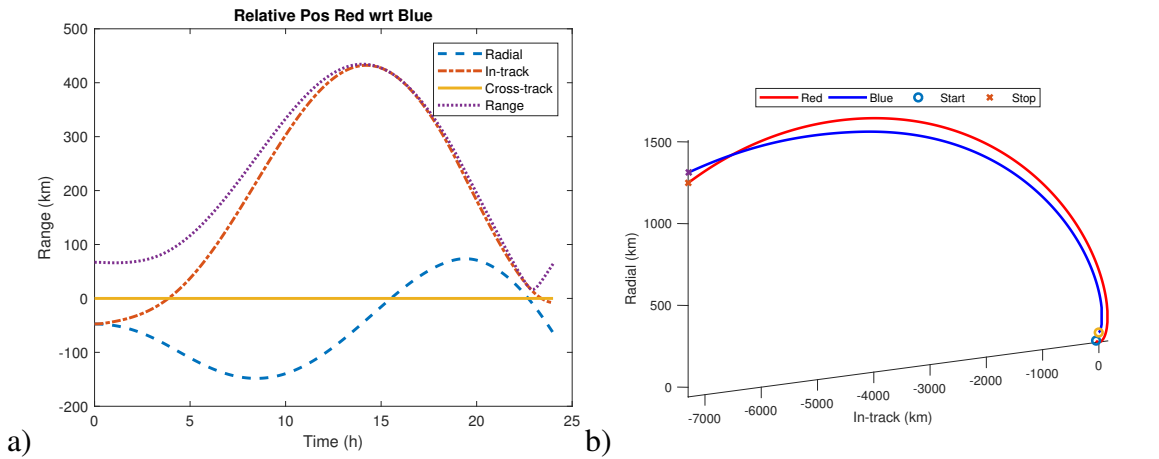 Relative Pos Red wrt Blue
500
400
300
200
100
0
-100
-200
Range (km)
0
5
10
15
20
25
Time (h)
Radial
In-track
Cross-track
Range
a)
Red
Blue
Start
Stop
1500
1000
500
0
Radial (km)
-7000
-6000
-5000
-4000
-3000
-2000
-1000
0
In-track (km)
b)